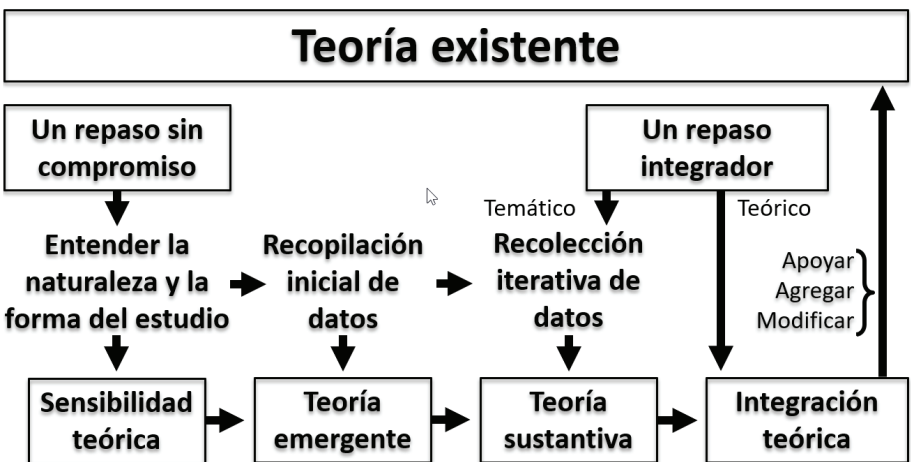 Teoría existente
Un repaso sin
compromiso
Un repaso
integrador
Temático
Teórico
Entender la
naturaleza y la
forma del estudio
Recopilación
inicial de
datos
Recolección
iterativa de
datos
Apoyar
Agregar
Modificar
Sensibilidad
teórica
Teoría
emergente
Teoría
sustantiva
Integración
teórica